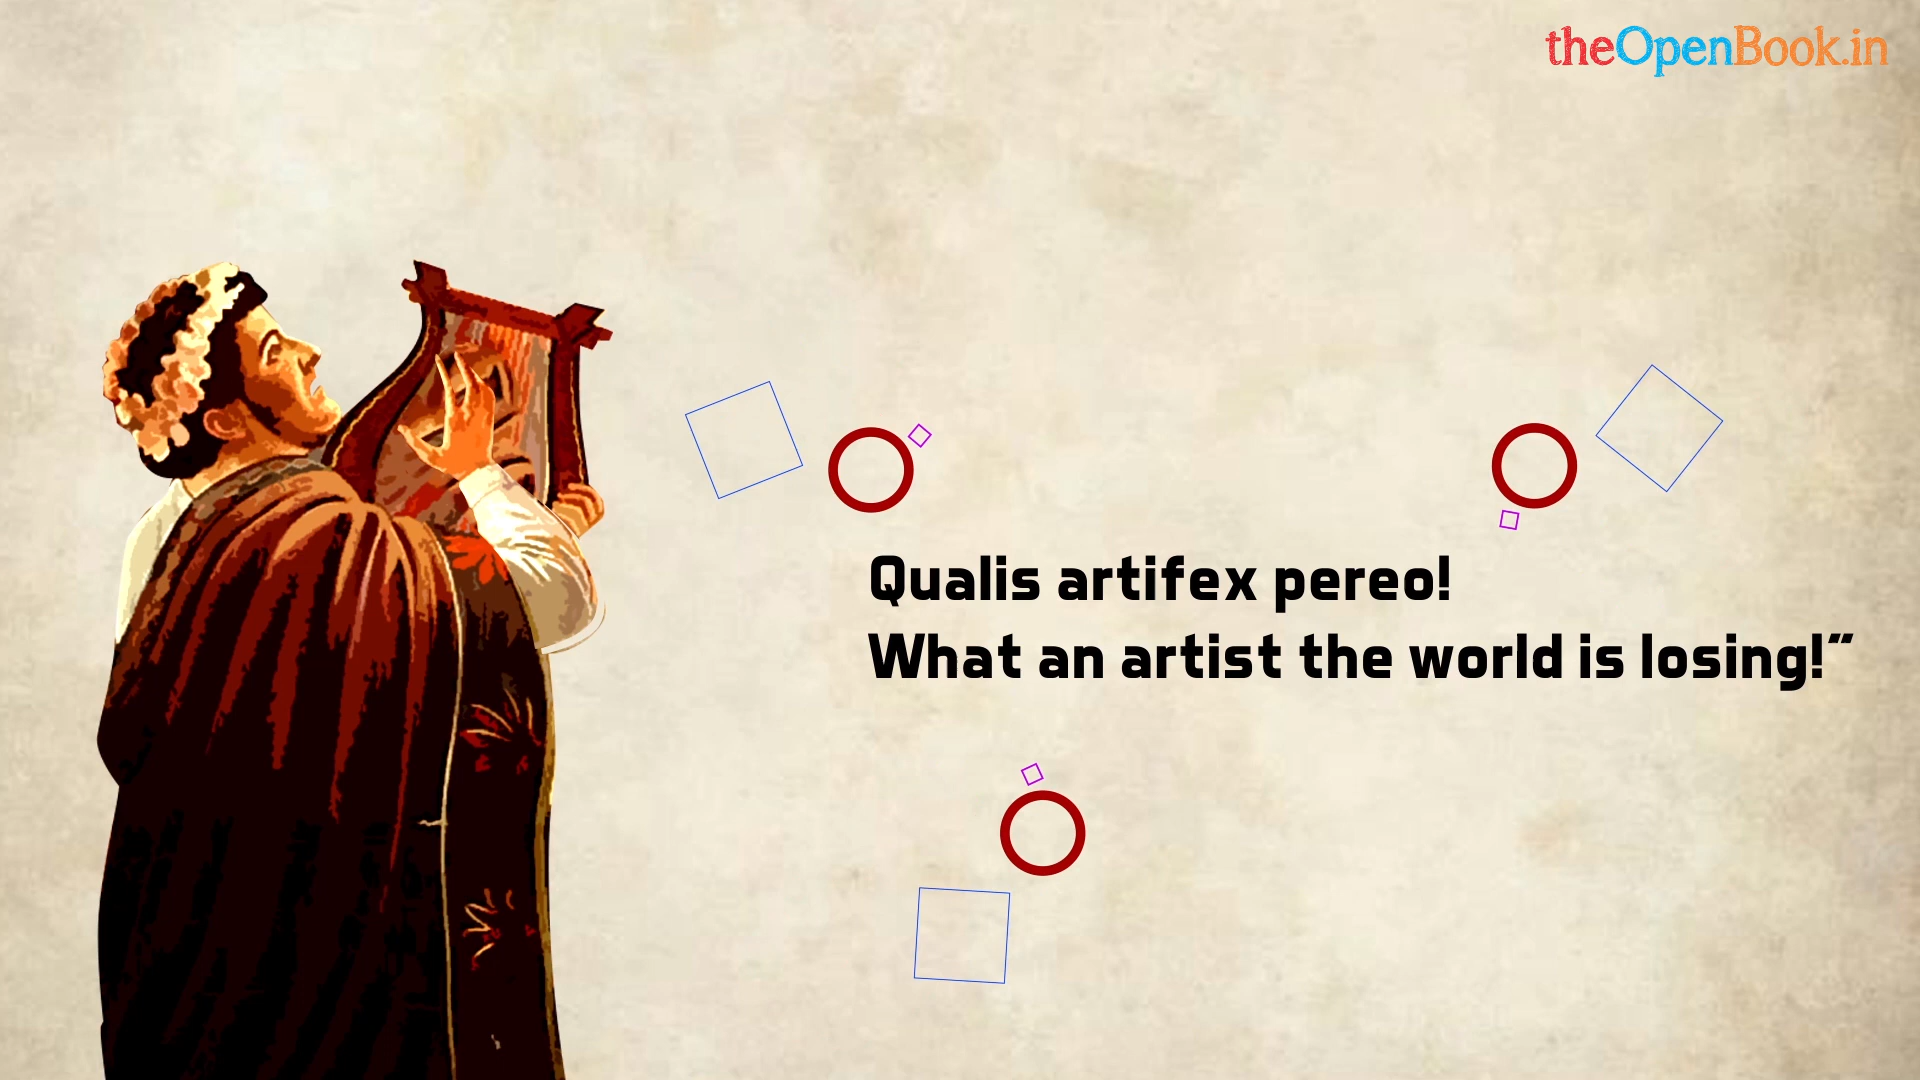 theOpenBook.in
Qualis artifex pereo!
What an artist the world is losing!”